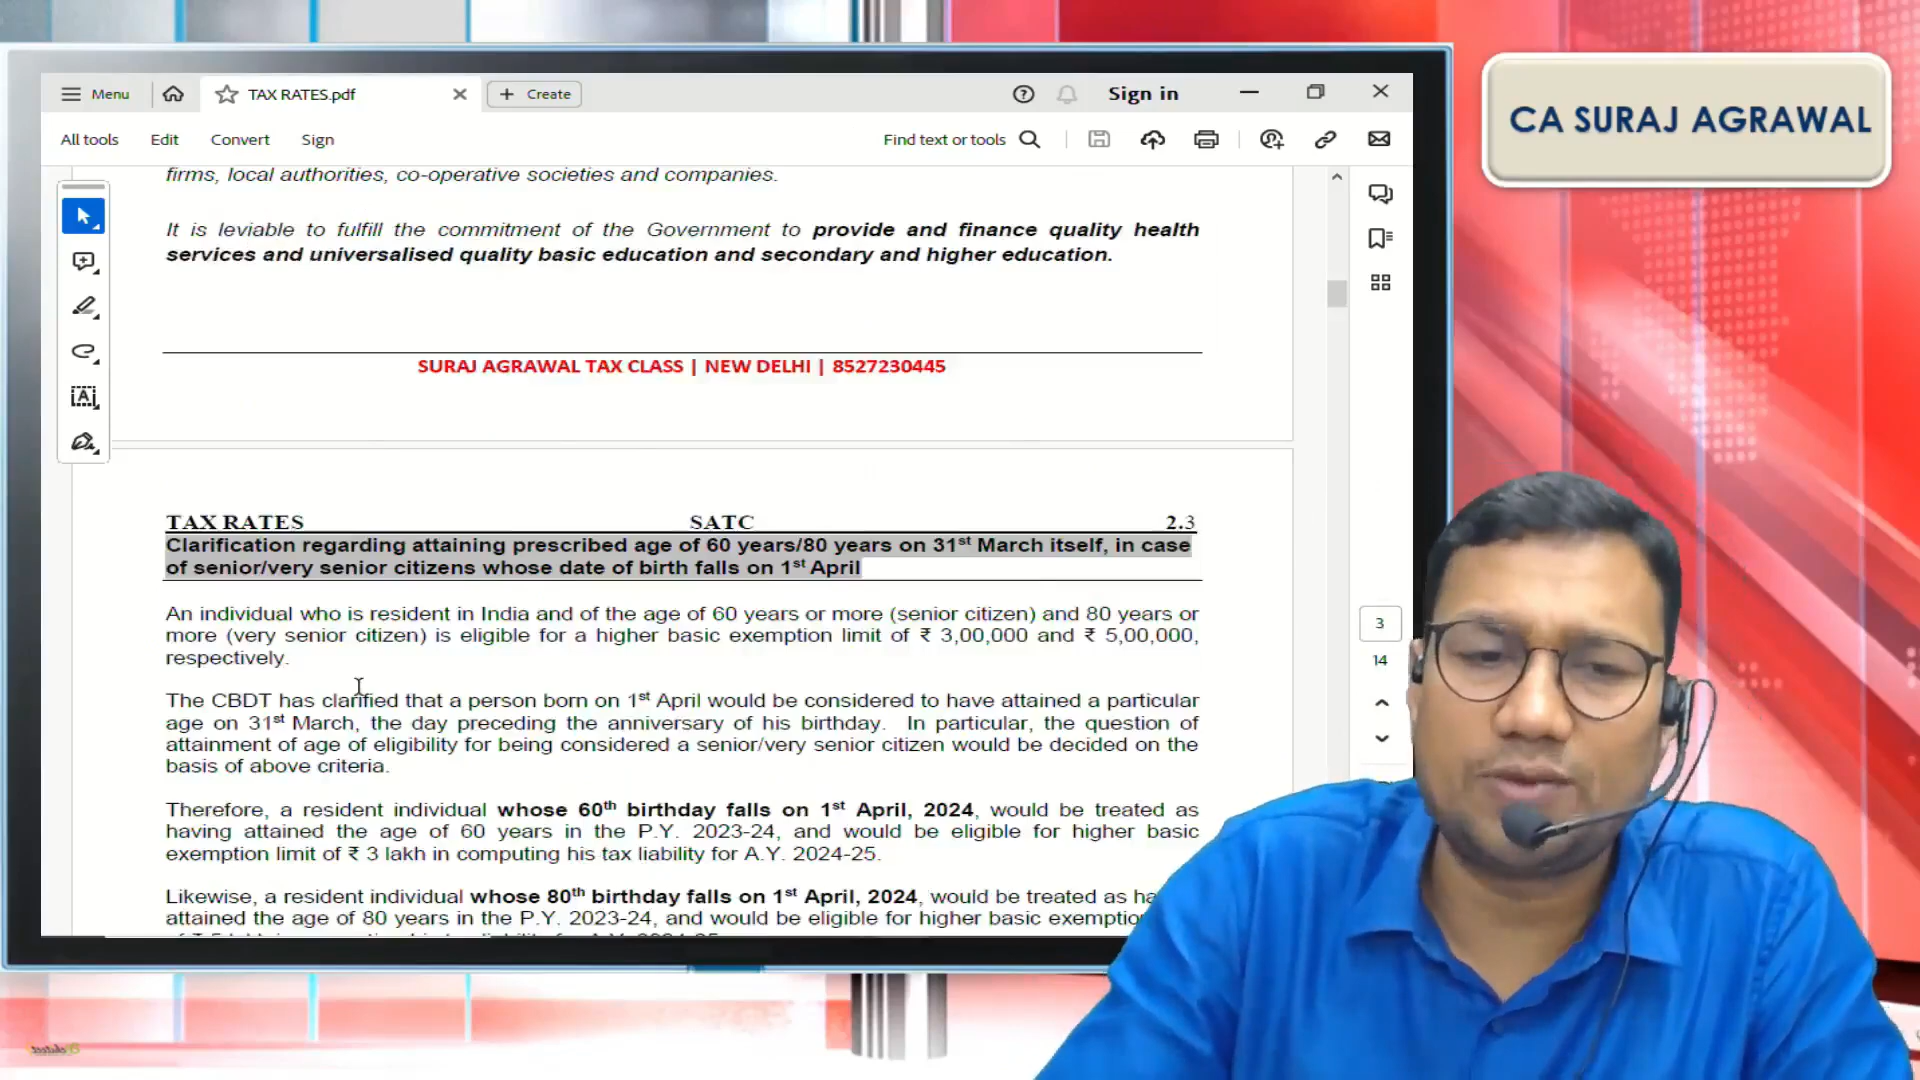 CA SURAJ AGRAWAL
Menu
TAX RATES.pdf
Create
Sign in
All tools
Edit
Convert
Sign
Find text or tools
firms, local authorities, co-operative societies and companies.
It is leviable to fulfill the commitment of the Government to provide and finance quality health
services and universalised quality basic education and secondary and higher education.
SURAJ AGRAWAL TAX CLASS | NEW DELHI | 8527230445
TAX RATES SATC 2.3
Clarification regarding attaining prescribed age of 60 years/80 years on 31st March itself, in case
of senior/very senior citizens whose date of birth falls on 1st April
An individual who is resident in India and of the age of 60 years or more (senior citizen) and 80 years or
more (very senior citizen) is eligible for a higher basic exemption limit of ₹ 3,00,000 and ₹ 5,00,000,
respectively.
The CBDT has clarified that a person born on 1st April would be considered to have attained a particular
age on 31st March, the day preceding the anniversary of his birthday. In particular, the question of
attainment of age of eligibility for being considered a senior/very senior citizen would be decided on the
basis of above criteria.
Therefore, a resident individual whose 60th birthday falls on 1st April, 2024, would be treated as
having attained the age of 60 years in the P.Y. 2023-24, and would be eligible for higher basic
exemption limit of ₹ 3 lakh in computing his tax liability for A.Y. 2024-25.
Likewise, a resident individual whose 80th birthday falls on 1st April, 2024, would be treated as
attained the age of 80 years in the P.Y. 2023-24, and would be eligible for higher basic
3
14